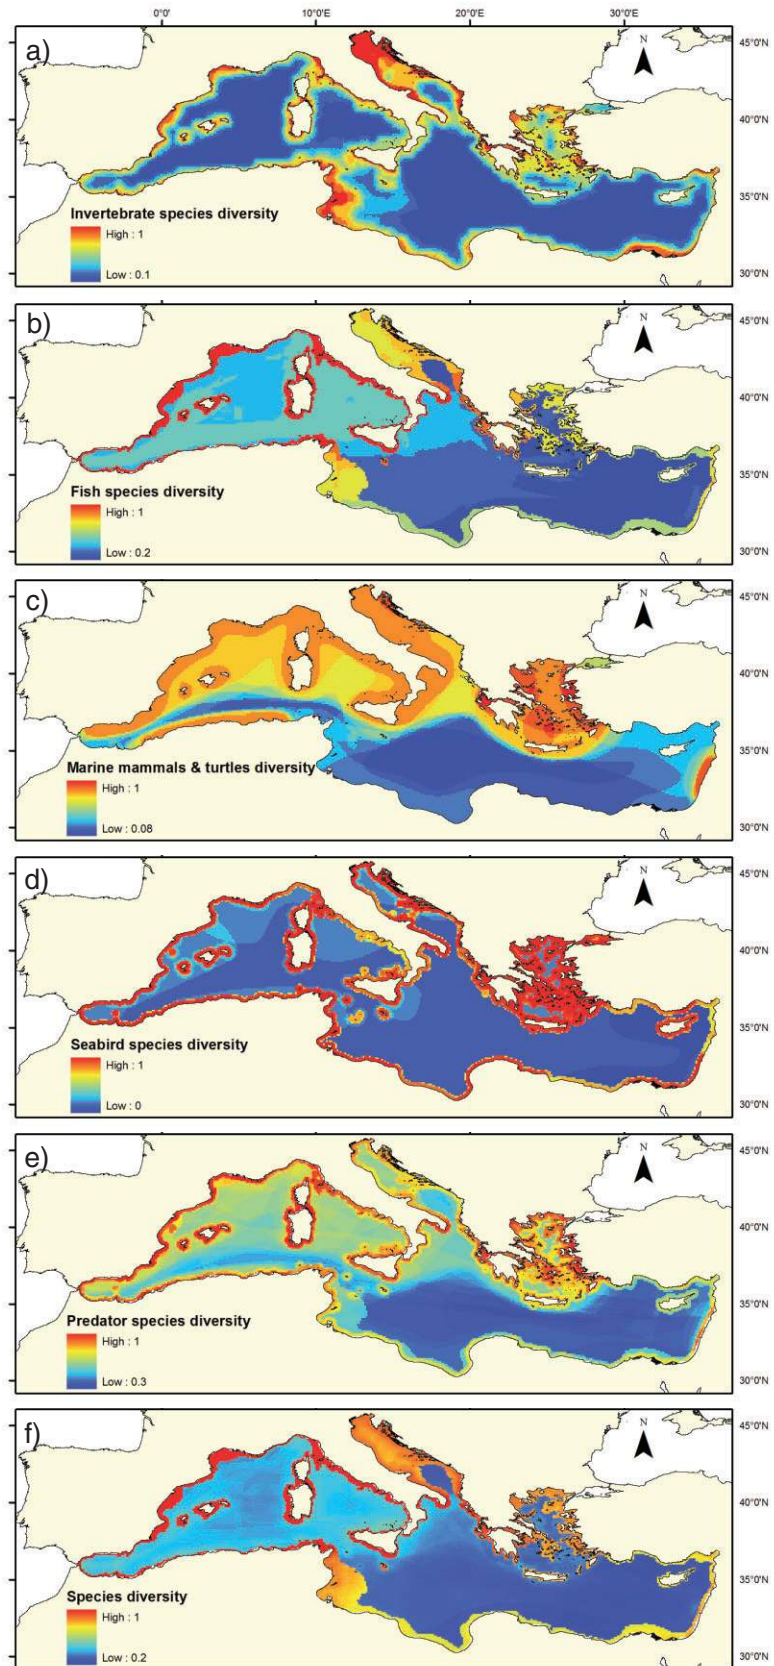 0°0' 10°0'E 20°0'E 30°0'E
a)
N
45°0'N
40°0'N
35°0'N
30°0'N
Invertebrate species diversity
High : 1
Low : 0.1
b)
N
45°0'N
40°0'N
35°0'N
30°0'N
Fish species diversity
High : 1
Low : 0.2
c)
N
45°0'N
40°0'N
35°0'N
30°0'N
Marine mammals & turtles diversity
High : 1
Low : 0.08
d)
N
45°0'N
40°0'N
35°0'N
30°0'N
Seabird species diversity
High : 1
Low : 0
e)
N
45°0'N
40°0'N
35°0'N
30°0'N
Predator species diversity
High : 1
Low : 0.3
f)
N
45°0'N
40°0'N
35°0'N
30°0'N
Species diversity
High : 1
Low : 0.2